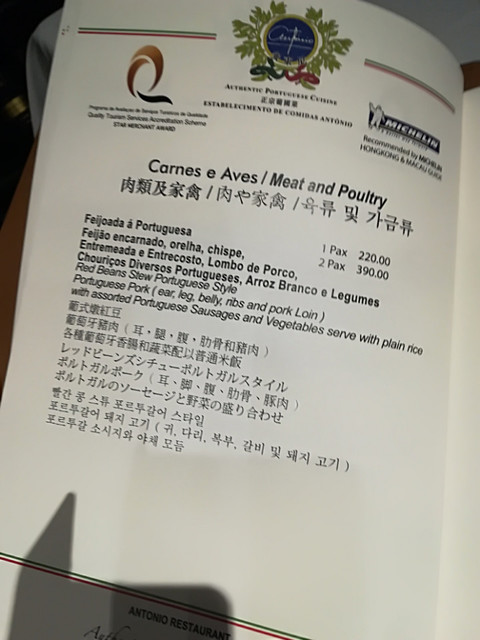 António
AUTHENTIC PORTUGUESE CUISINE
正宗葡國菜
ESTABELECIMENTO DE COMIDAS ANTÓNIO
Programa de Avaliação de Serviços Turísticos de Qualidade
Quality Tourism Services Accreditation Scheme
STAR MERCHANT AWARD
MICHELIN
Recommended by MICHELIN
HONGKONG & MACAU GUIDE
Carnes e Aves / Meat and Poultry
肉類及家禽 / 肉や家禽 / 육류 및 가금류
Feijoada á Portuguesa 1 Pax 220.00
Feijão encarnado, orelha, chispe, 2 Pax 390.00
Entremeada e Entrecosto, Lombo de Porco,
Chouriços Diversos Portugueses, Arroz Branco e Legumes
Red Beans Stew Portuguese Style
Portuguese Pork ( ear, leg, belly, ribs and pork Loin )
with assorted Portuguese Sausages and Vegetables serve with plain rice
葡式燉紅豆
葡萄牙豬肉 ( 耳，腿，腹，肋骨和豬肉 )
各種葡萄牙香腸和蔬菜配以普通米飯
レッドビーンズシチューポルトガルスタイル
ポルトガルポーク ( 耳、脚、腹、肋骨、豚肉 )
ポルトガルのソーセージと野菜の盛り合わせ
빨간 콩 스튜 포르투갈어 스타일
포르투갈어 돼지 고기 ( 귀, 다리, 복부, 갈비 및 돼지 고기 )
포르투갈 소시지와 야채 모듬
ANTONIO RESTAURANT